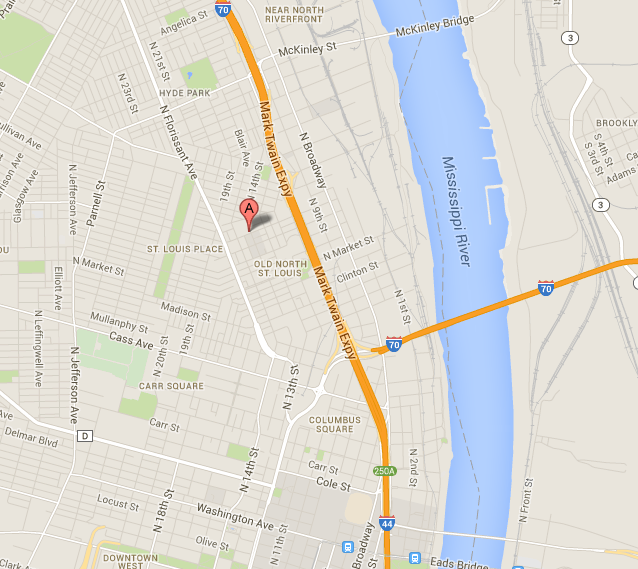 Angelica St
70
NEAR NORTH
RIVERFRONT
McKinley Bridge
McKinley St
3
N 21st St
HYDE PARK
N 23rd St
N Florissant Ave
Mark Twain Expy
N Broadway
Blair Ave
N 14th St
19th St
N 9th St
Mississippi River
BROOKLY
S 4th St
S 3rd St
Adams
3
ullivan Ave
Glasgow Ave
N Jefferson Ave
Parnell St
A
ST. LOUIS PLACE
OLD NORTH
ST. LOUIS
N Market St
N Market St
Clinton St
70
Elliott Ave
N Leffingwell Ave
Madison St
Mullanphy St
Cass Ave
N 20th St
19th St
N 1st St
Mark Twain Expy
70
N Jefferson Ave
CARR SQUARE
N 13th St
Carr St
COLUMBUS
SQUARE
Delmar Blvd
D
N 14th St
Carr St
Cole St
250A
N 2nd St
N Front St
Locust St
N 18th St
Washington Ave
N 11th St
Olive St
Broadway
44
DOWNTOWN
WEST
Clark A
Eads Bridge